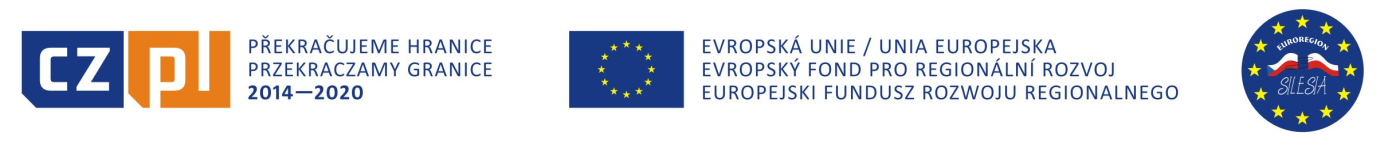 CZ pl
PŘEKRAČUJEME HRANICE
PRZEKRACZAMY GRANICE
2014—2020
EVROPSKÁ UNIE / UNIA EUROPEJSKA
EVROPSKÝ FOND PRO REGIONÁLNÍ ROZVOJ
EUROPEJSKI FUNDUSZ ROZWOJU REGIONALNEGO
EUROREGION
SILESIA